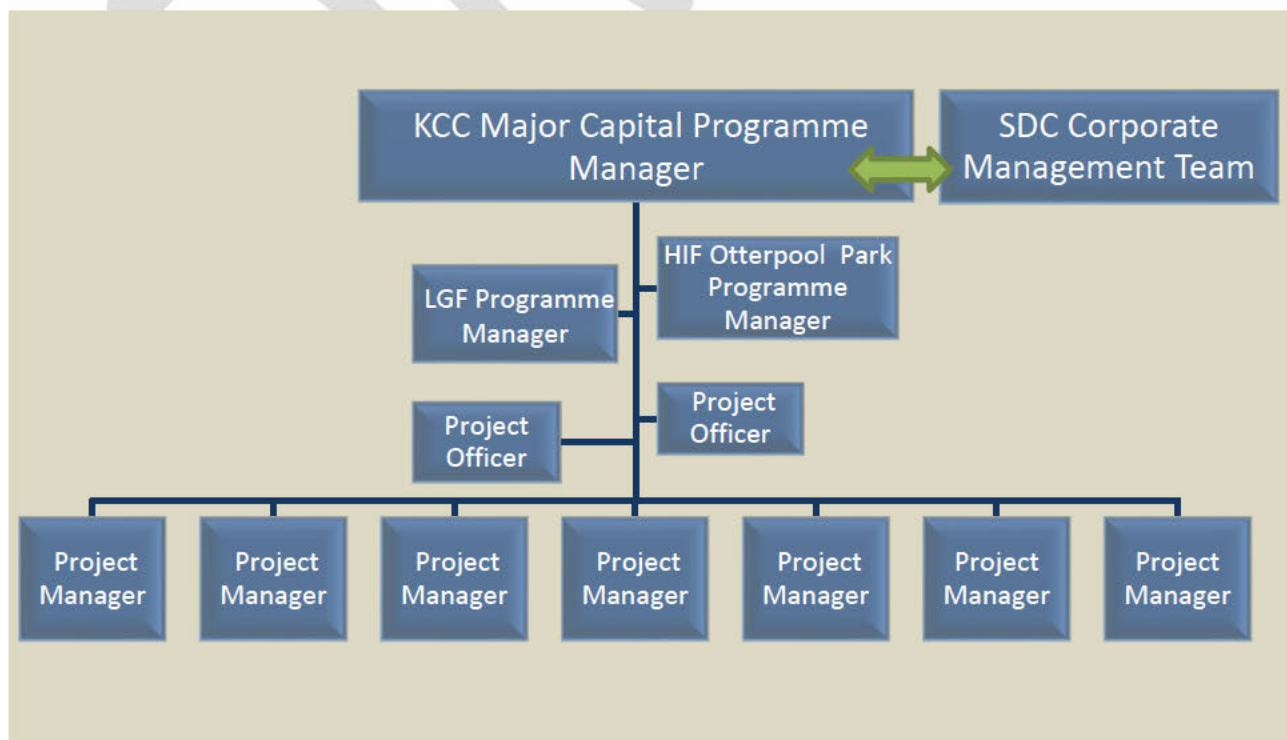 KCC Major Capital Programme
Manager
SDC Corporate
Management Team
HIF Otterpool Park
Programme
Manager
LGF Programme
Manager
Project
Officer
Project
Officer
Project
Manager
Project
Manager
Project
Manager
Project
Manager
Project
Manager
Project
Manager
Project
Manager